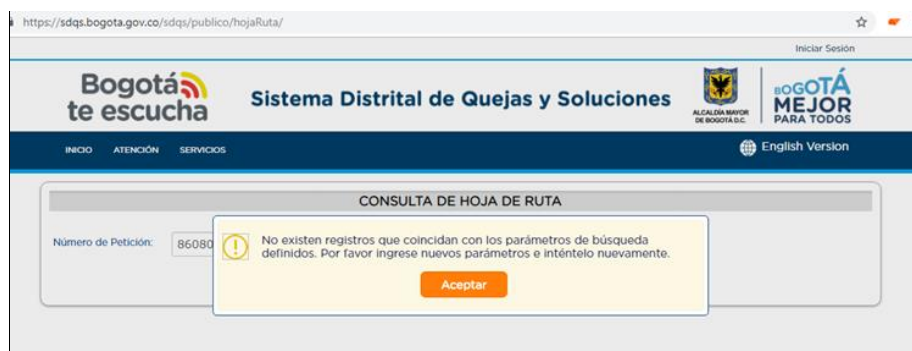 https://sdqs.bogota.gov.co/sdqs/publico/hojaRuta/
Iniciar Sesión
Bogotá
te escucha
Sistema Distrital de Quejas y Soluciones
ALCALDÍA MAYOR
DE BOGOTÁ D.C.
BOGOTÁ
MEJOR
PARA TODOS
INICIO ATENCIÓN SERVICIOS
English Version
CONSULTA DE HOJA DE RUTA
Número de Petición: 86080
No existen registros que coincidan con los parámetros de búsqueda
definidos. Por favor ingrese nuevos parámetros e inténtelo nuevamente.
Aceptar